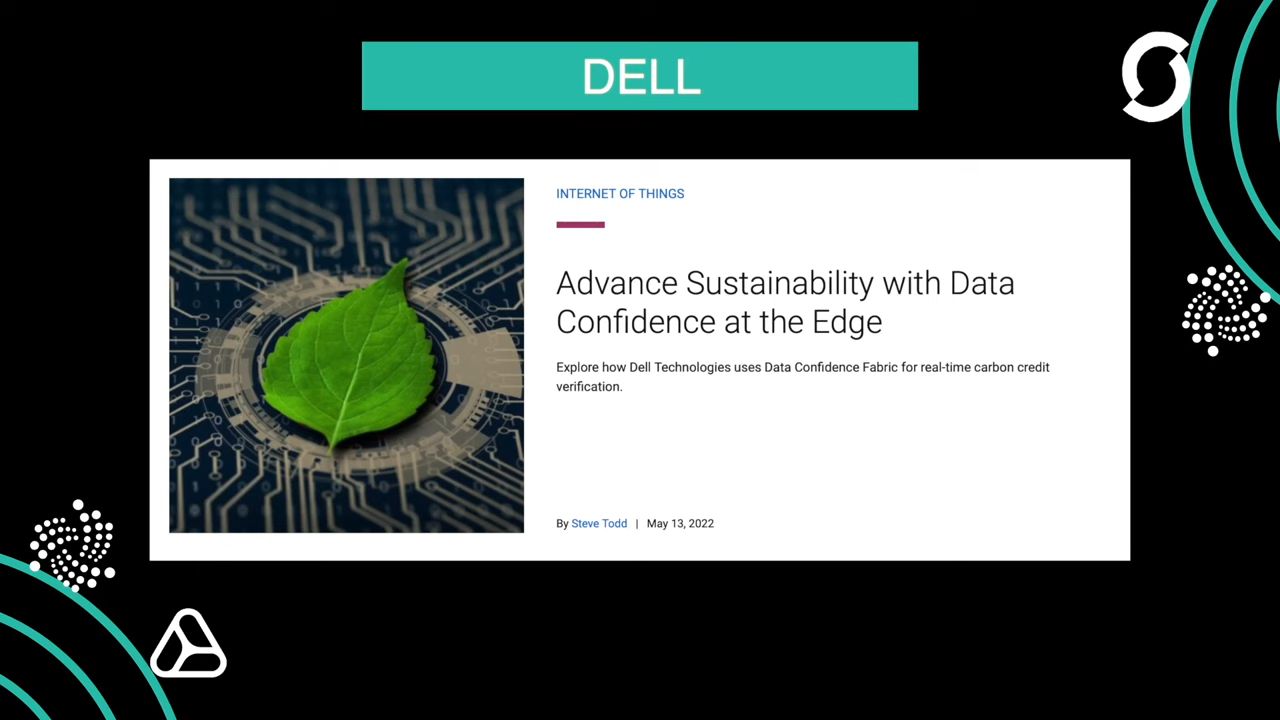 DELL
INTERNET OF THINGS
Advance Sustainability with Data
Confidence at the Edge
Explore how Dell Technologies uses Data Confidence Fabric for real-time carbon credit
verification.
By Steve Todd | May 13, 2022